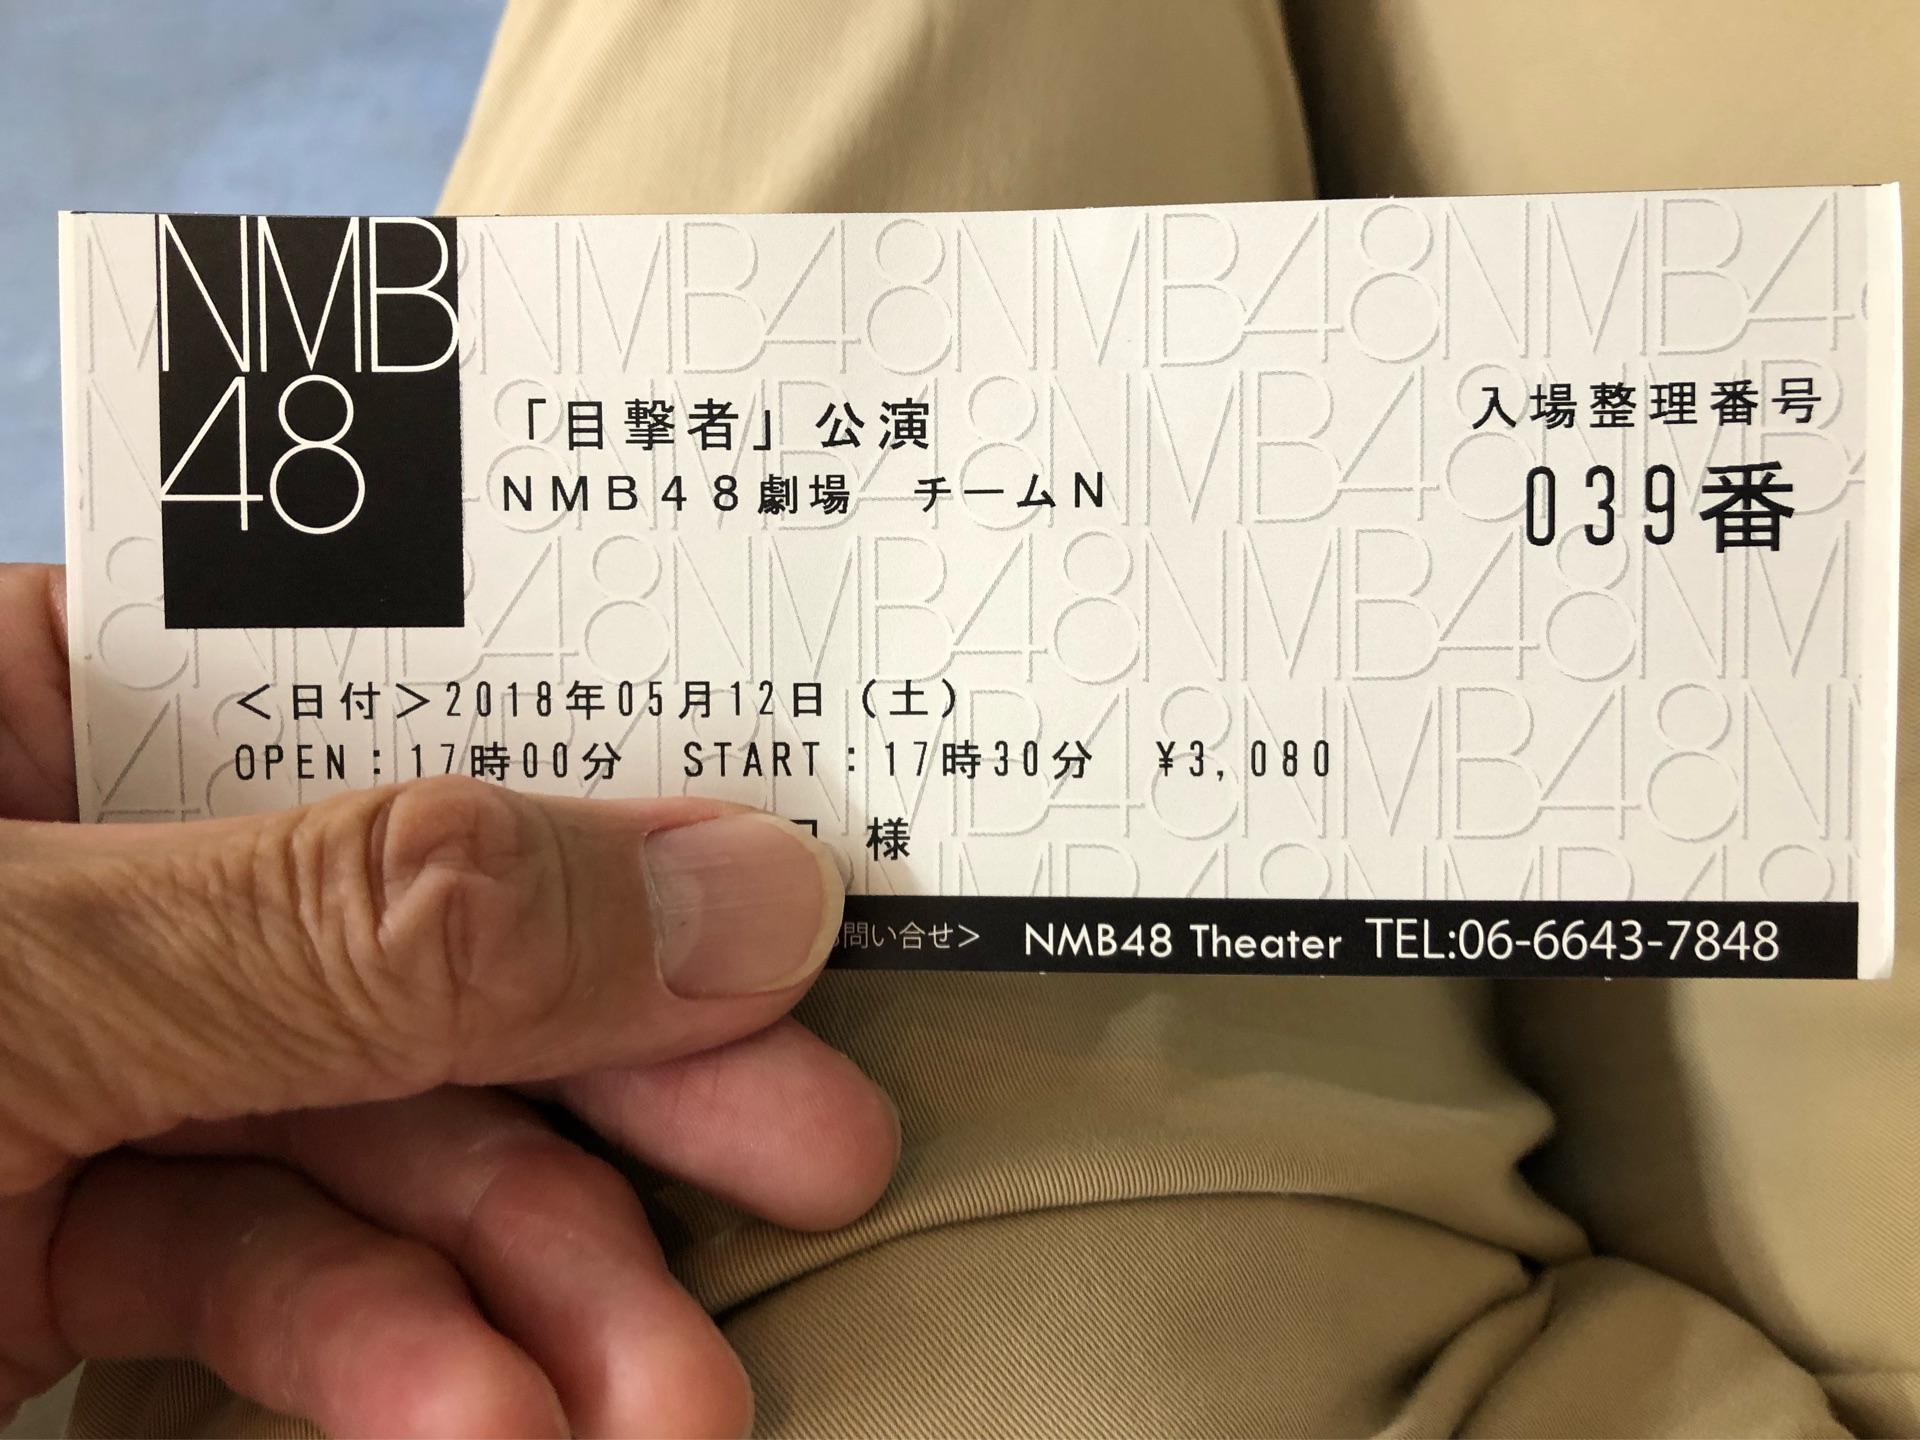 NMB
48
「目撃者」公演
NMB48劇場　チームN
入場整理番号
039番
＜日付＞2018年05月12日（土）
OPEN：17時00分　START：17時30分　¥3,080
様
問い合せ>　NMB48 Theater　TEL:06-6643-7848